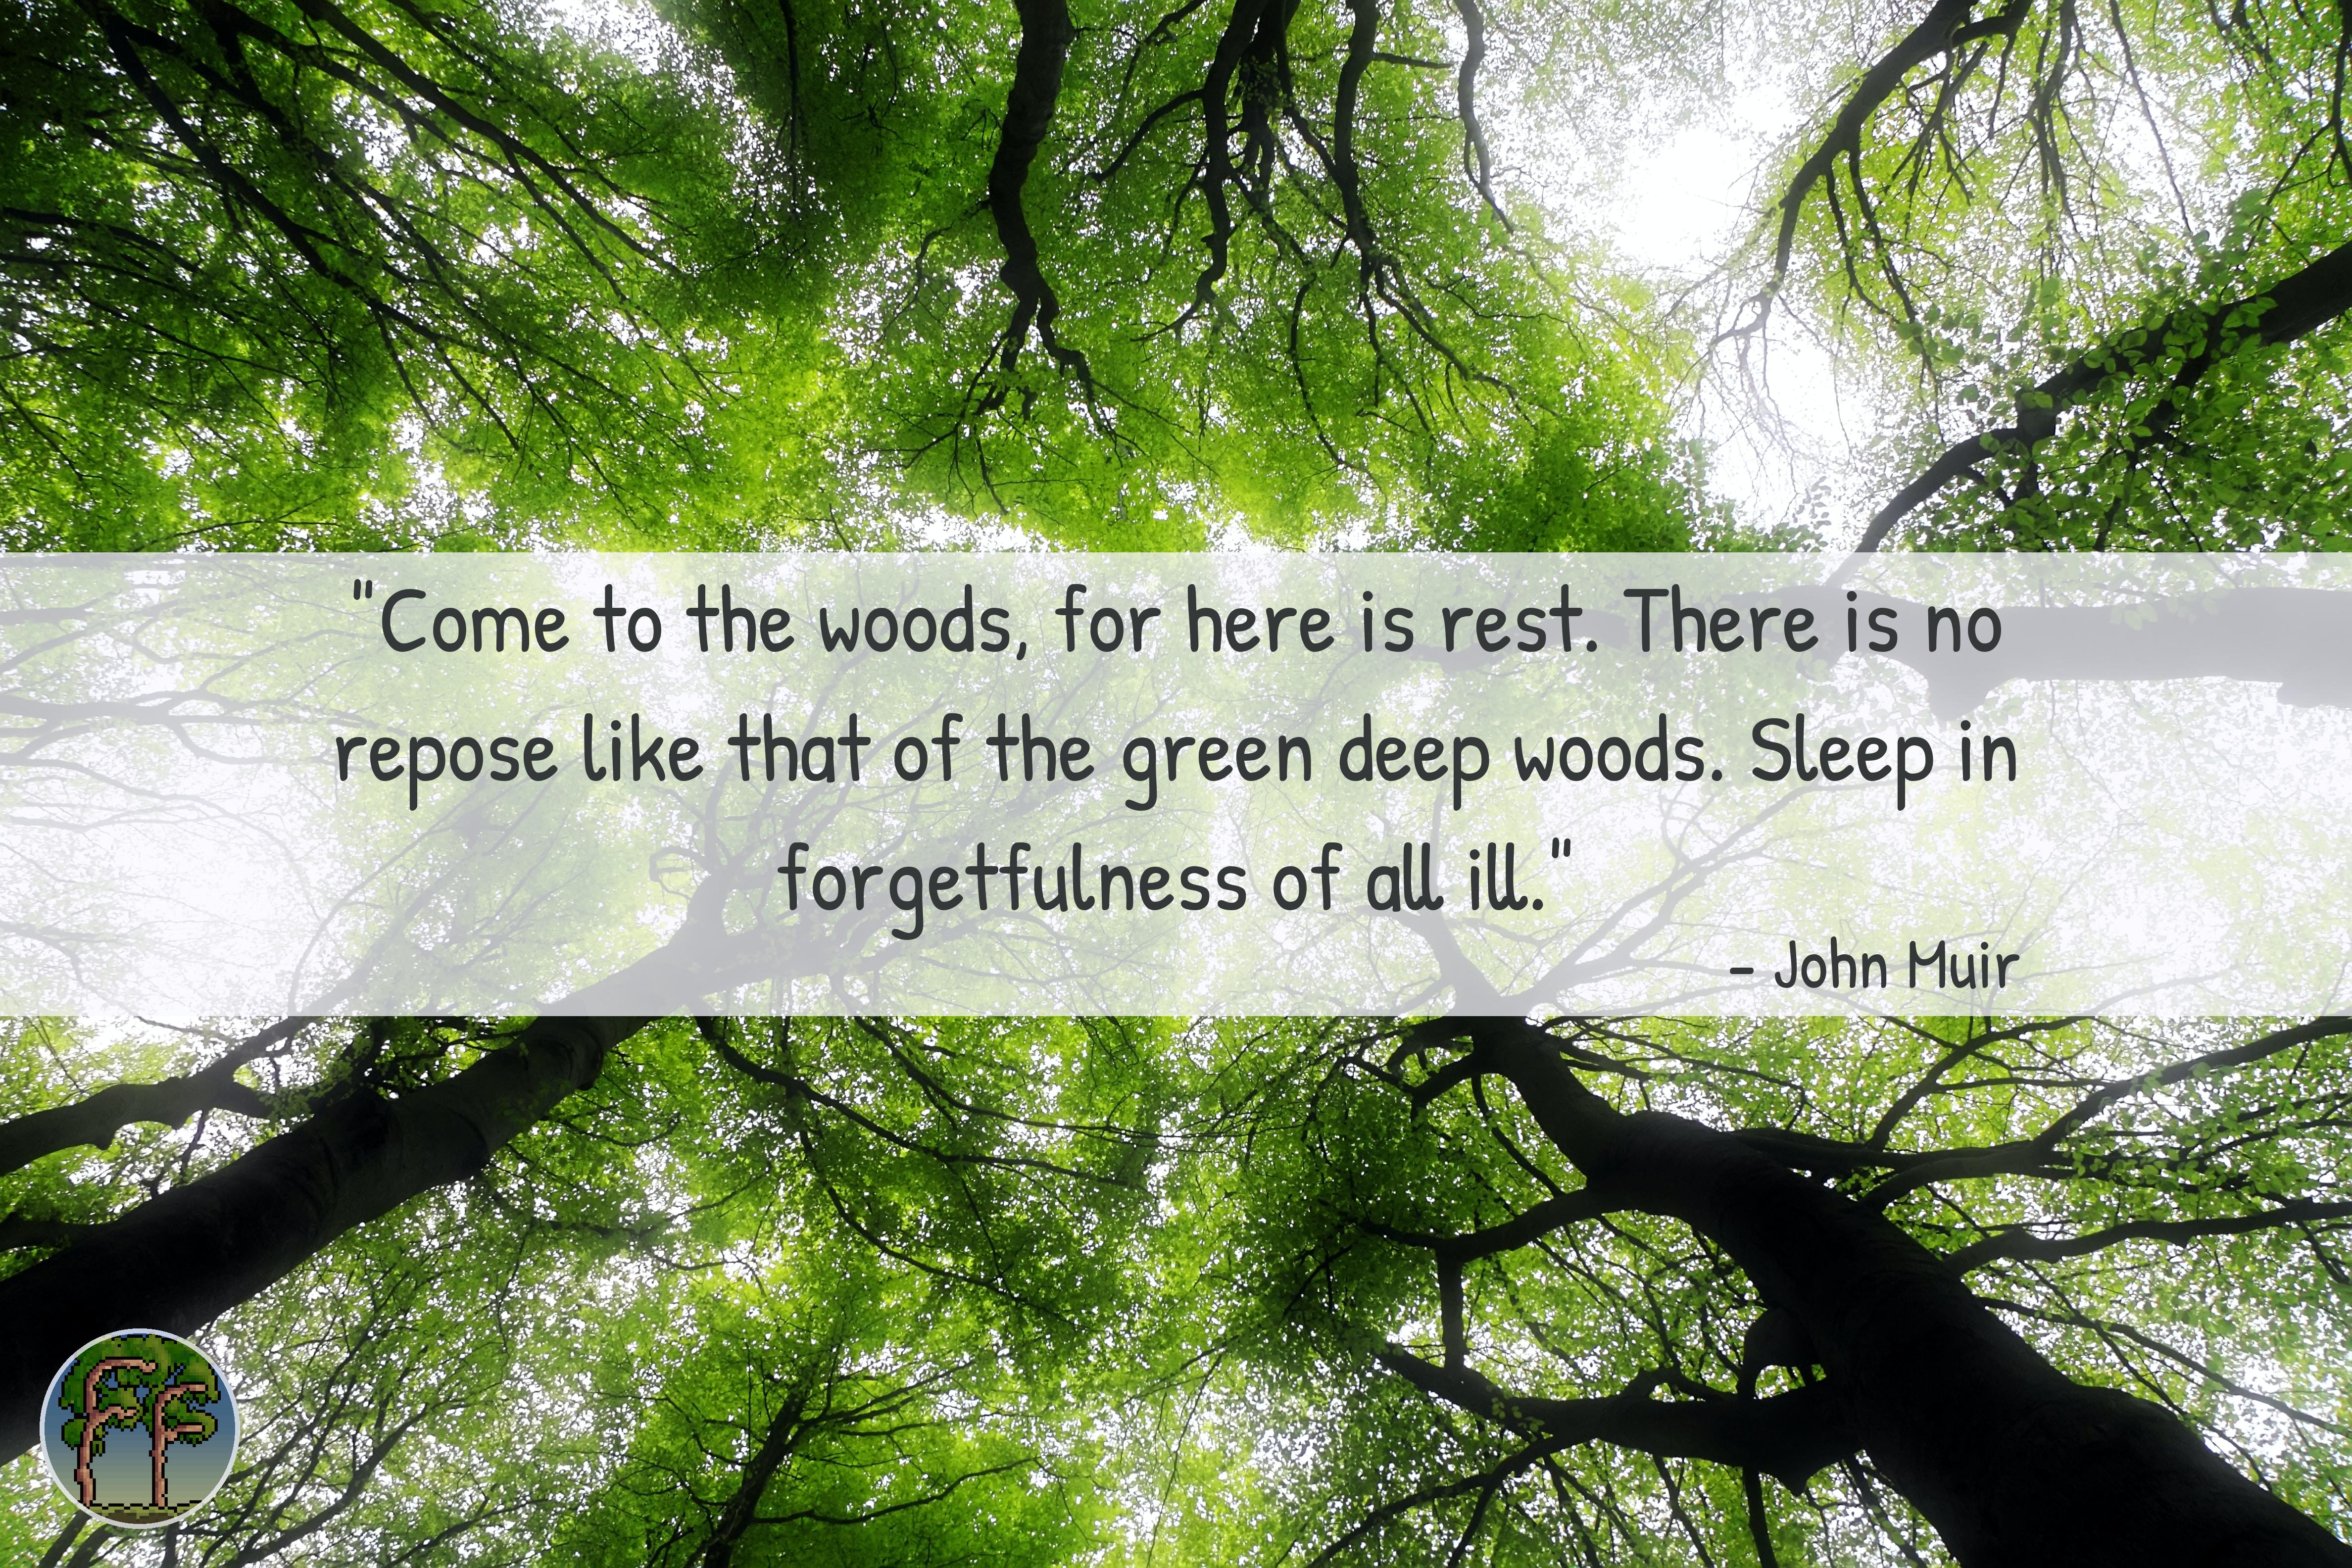 "Come to the woods, for here is rest. There is no
repose like that of the green deep woods. Sleep in
forgetfulness of all ill."
- John Muir
FF